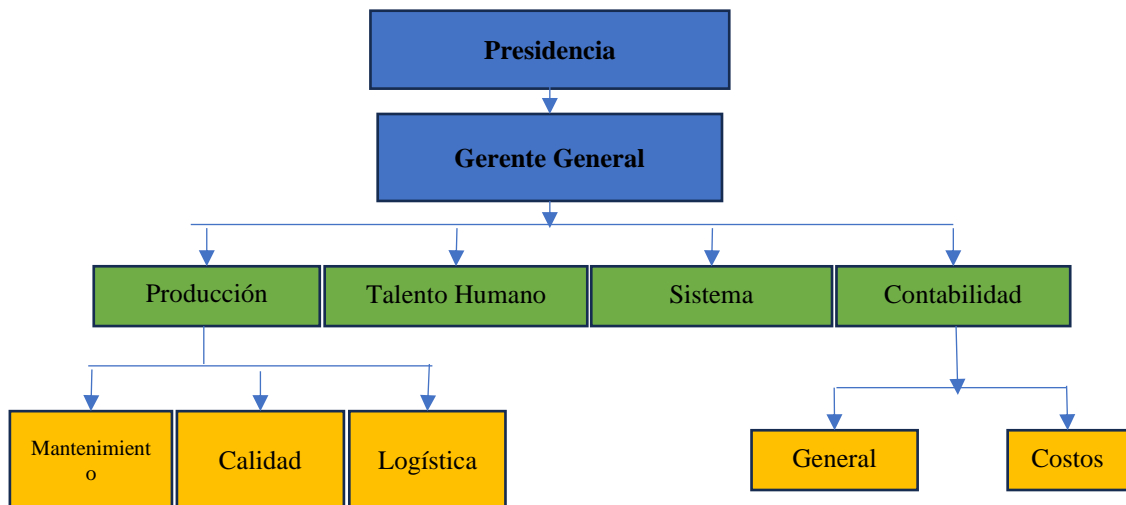 Presidencia
Gerente General
Producción
Talento Humano
Sistema
Contabilidad
Mantenimient
o
Calidad
Logística
General
Costos